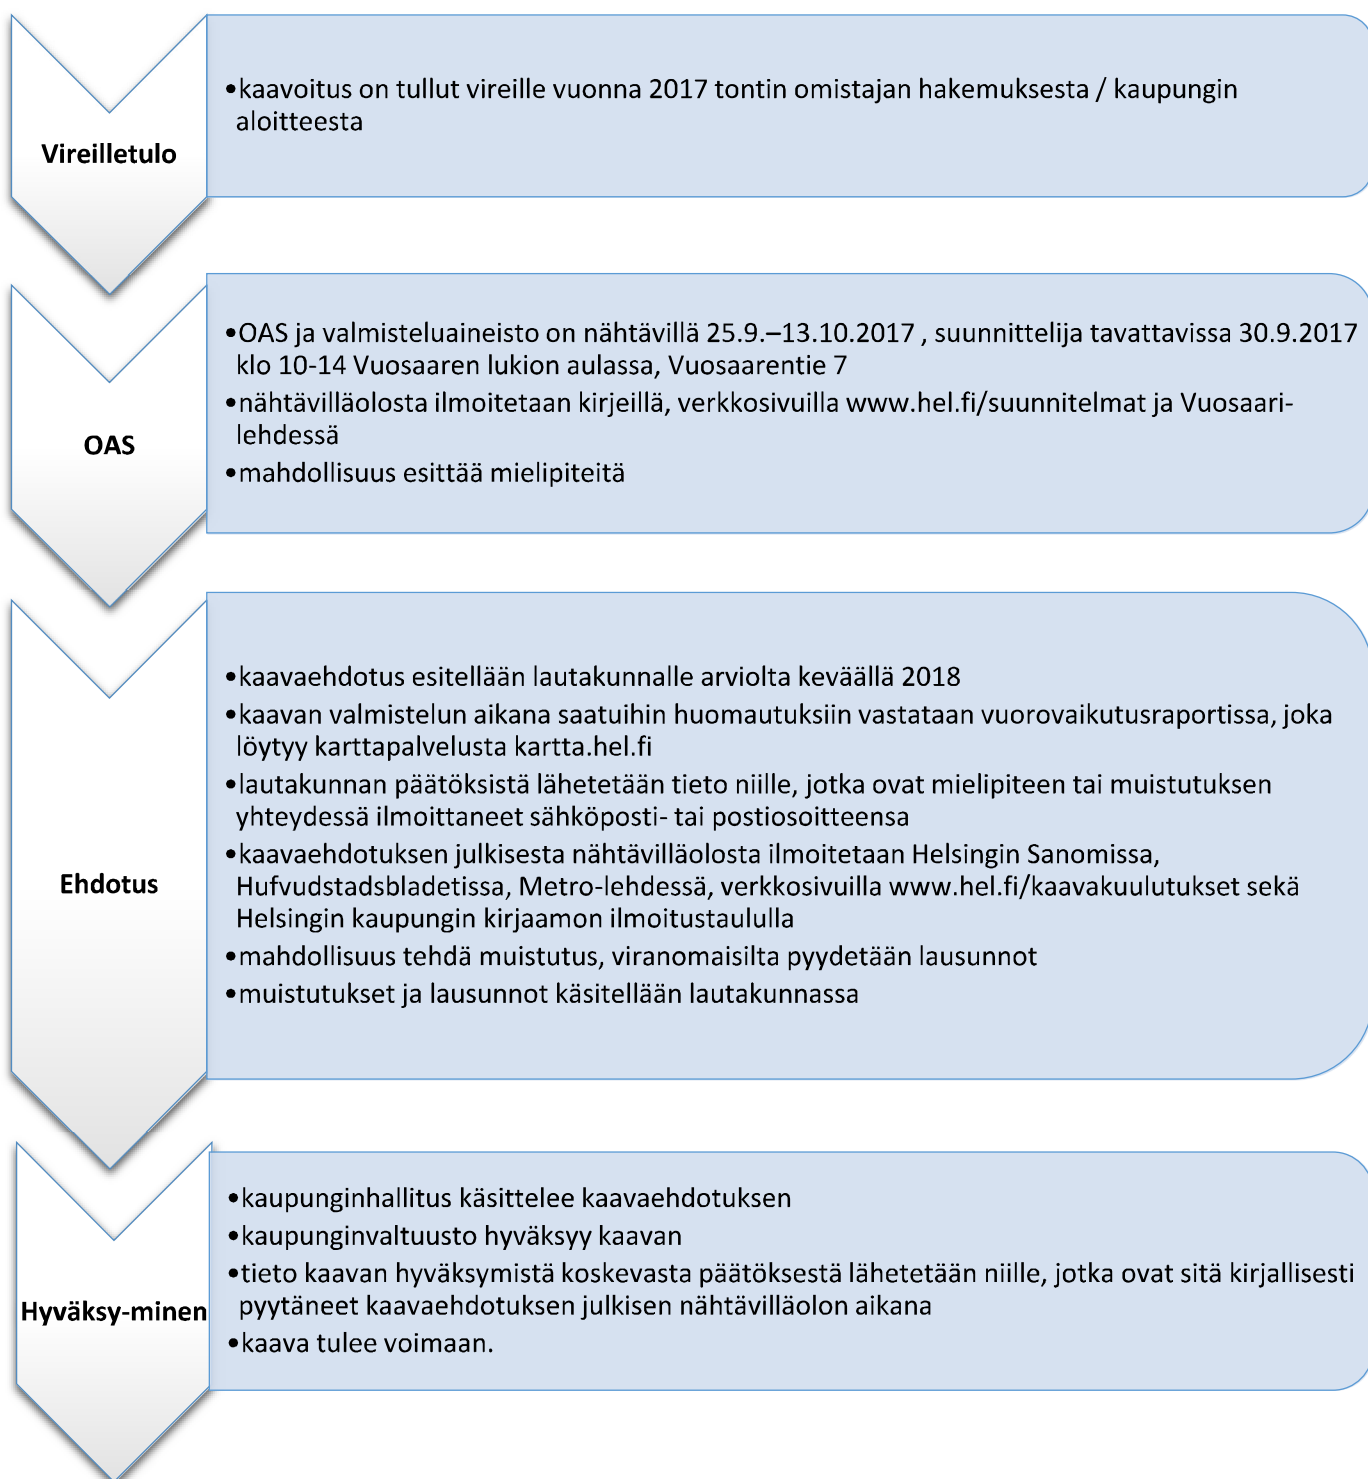 Vireilletulo
•kaavoitus on tullut vireille vuonna 2017 tontin omistajan hakemuksesta / kaupungin
aloitteesta
OAS
•OAS ja valmisteluaineisto on nähtävillä 25.9.–13.10.2017 , suunnittelija tavattavissa 30.9.2017
klo 10-14 Vuosaaren lukion aulassa, Vuosaarentie 7
•nähtävilläolosta ilmoitetaan kirjeillä, verkkosivuilla www.hel.fi/suunnitelmat ja Vuosaari-
lehdessä
•mahdollisuus esittää mielipiteitä
Ehdotus
•kaavaehdotus esitellään lautakunnalle arviolta keväällä 2018
•kaavan valmistelun aikana saatuihin huomautuksiin vastataan vuorovaikutusraportissa, joka
löytyy karttapalvelusta kartta.hel.fi
•lautakunnan päätöksistä lähetetään tieto niille, jotka ovat mielipiteen tai muistutuksen
yhteydessä ilmoittaneet sähköposti- tai postiosoitteensa
•kaavaehdotuksen julkisesta nähtävilläolosta ilmoitetaan Helsingin Sanomissa,
Hufvudstadsbladetissa, Metro-lehdessä, verkkosivuilla www.hel.fi/kaavakuulutukset sekä
Helsingin kaupungin kirjaamon ilmoitustaululla
•mahdollisuus tehdä muistutus, viranomaisilta pyydetään lausunnot
•muistutukset ja lausunnot käsitellään lautakunnassa
Hyväksy-minen
•kaupunginhallitus käsittelee kaavaehdotuksen
•kaupunginvaltuusto hyväksyy kaavan
•tieto kaavan hyväksymistä koskevasta päätöksestä lähetetään niille, jotka ovat sitä kirjallisesti
pyytäneet kaavaehdotuksen julkisen nähtävilläolon aikana
•kaava tulee voimaan.